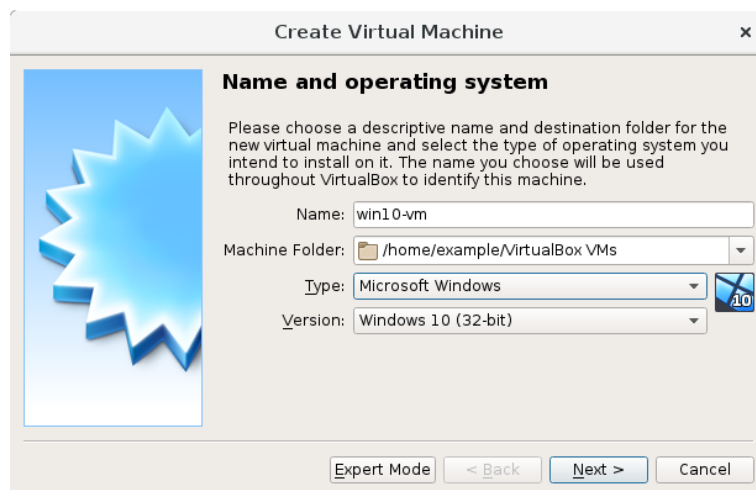 Create Virtual Machine
Name and operating system
Please choose a descriptive name and destination folder for the
new virtual machine and select the type of operating system you
intend to install on it. The name you choose will be used
throughout VirtualBox to identify this machine.
Name: win10-vm
Machine Folder: /home/example/VirtualBox VMs
Type: Microsoft Windows
10
Version: Windows 10 (32-bit)
Expert Mode < Back Next > Cancel